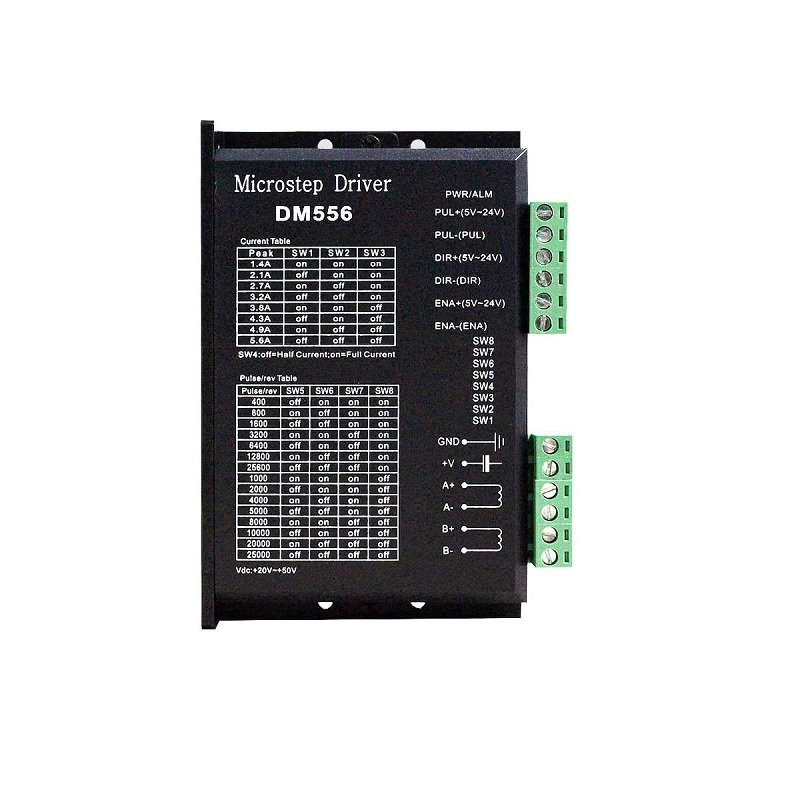 Microstep Driver
DM556
Current Table
Peak SW1 SW2 SW3
1.4A on on on
2.1A off on on
2.7A on off on
3.2A off off on
3.8A on on off
4.3A off on off
4.9A on off off
5.6A off off off
SW4:off=Half Current;on=Full Current
Pulse/rev Table
Pulse/rev SW5 SW6 SW7 SW8
400 off on on on
800 on off on on
1600 off off on on
3200 on on off on
6400 off on off on
12800 on off off on
25600 off off off on
1000 on on on off
2000 off on on off
4000 on off on off
5000 off off on off
8000 on on off off
10000 off on off off
20000 on off off off
25000 off off off off
Vdc:+20V~+50V
PWR/ALM
PUL+(5V~24V)
PUL-(PUL)
DIR+(5V~24V)
DIR-(DIR)
ENA+(5V~24V)
ENA-(ENA)
SW8
SW7
SW6
SW5
SW4
SW3
SW2
SW1
GND
+V
A+
A-
B+
B-